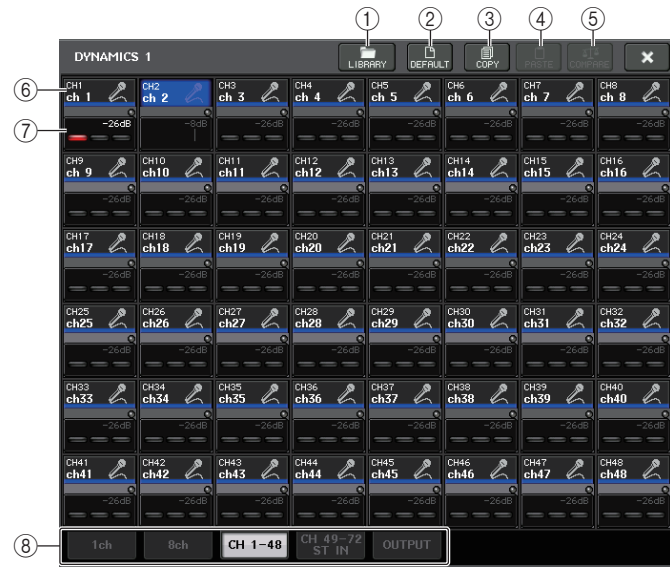 ① ② ③ ④ ⑤
DYNAMICS 1 LIBRARY DEFAULT COPY PASTE COMPARE ×
⑥ CH1 CH2 CH3 CH4 CH5 CH6 CH7 CH8
ch 1 ch 2 ch 3 ch 4 ch 5 ch 6 ch 7 ch 8
⑦ -26dB -8dB -26dB -26dB -26dB -26dB -26dB -26dB
CH9 CH10 CH11 CH12 CH13 CH14 CH15 CH16
ch 9 ch10 ch11 ch12 ch13 ch14 ch15 ch16
-26dB -26dB -26dB -26dB -26dB -26dB -26dB -26dB
CH17 CH18 CH19 CH20 CH21 CH22 CH23 CH24
ch17 ch18 ch19 ch20 ch21 ch22 ch23 ch24
-26dB -26dB -26dB -26dB -26dB -26dB -26dB -26dB
CH25 CH26 CH27 CH28 CH29 CH30 CH31 CH32
ch25 ch26 ch27 ch28 ch29 ch30 ch31 ch32
-26dB -26dB -26dB -26dB -26dB -26dB -26dB -26dB
CH33 CH34 CH35 CH36 CH37 CH38 CH39 CH40
ch33 ch34 ch35 ch36 ch37 ch38 ch39 ch40
-26dB -26dB -26dB -26dB -26dB -26dB -26dB -26dB
CH41 CH42 CH43 CH44 CH45 CH46 CH47 CH48
ch41 ch42 ch43 ch44 ch45 ch46 ch47 ch48
-26dB -26dB -26dB -26dB -26dB -26dB -26dB -26dB
⑧ 1ch 8ch CH 1-48 CH 49-72 OUTPUT
ST IN